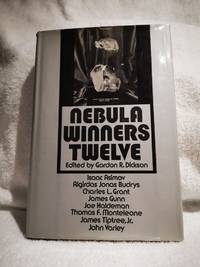 NEBULA
WINNERS
TWELVE
Edited by Gordon R. Dickson
Isaac Asimov
Algirdas Jonas Budrys
Charles L. Grant
James Gunn
Joe Haldeman
Thomas F. Monteleone
James Tiptree, Jr.
John Varley